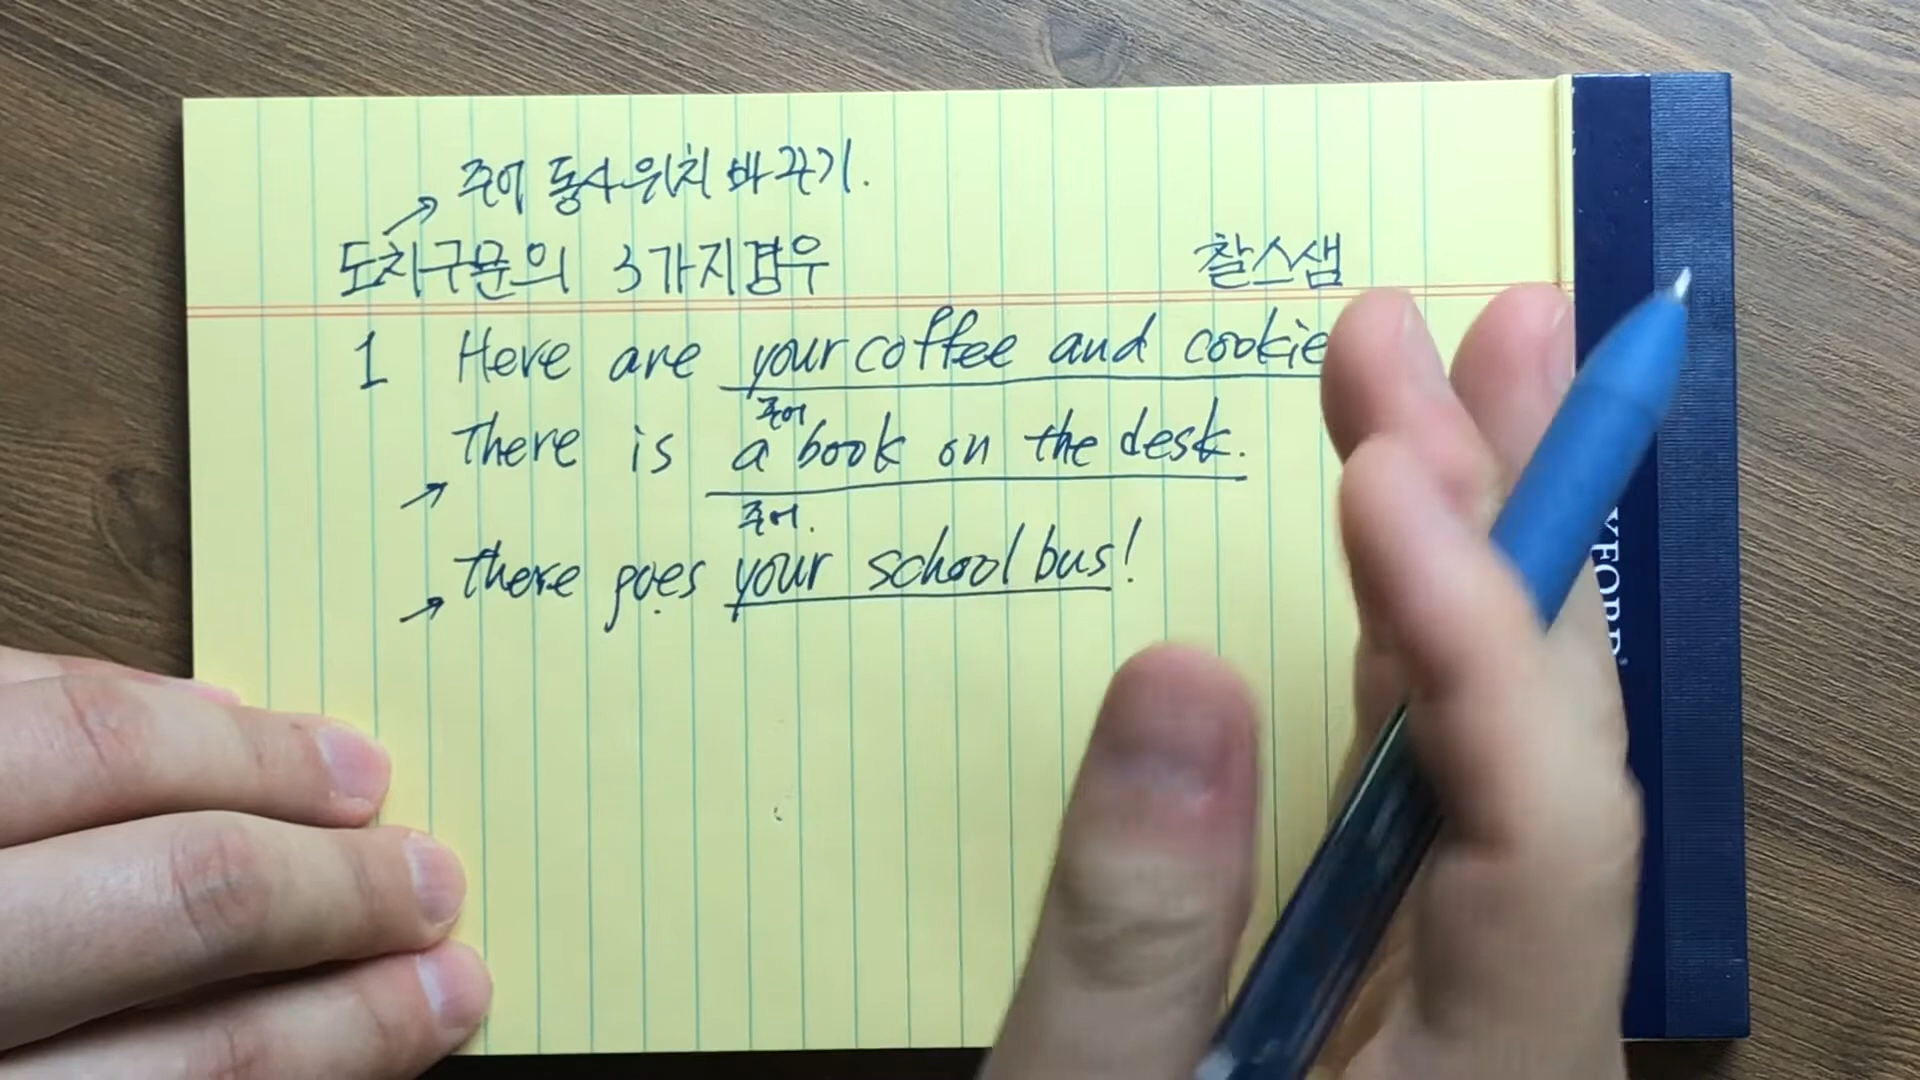 주어 동사 위치 바꾸기.
도치구문의 3가지경우 찰스샘
1 Here are your coffee and cookie
주어
There is a book on the desk.
주어.
there goes your school bus!